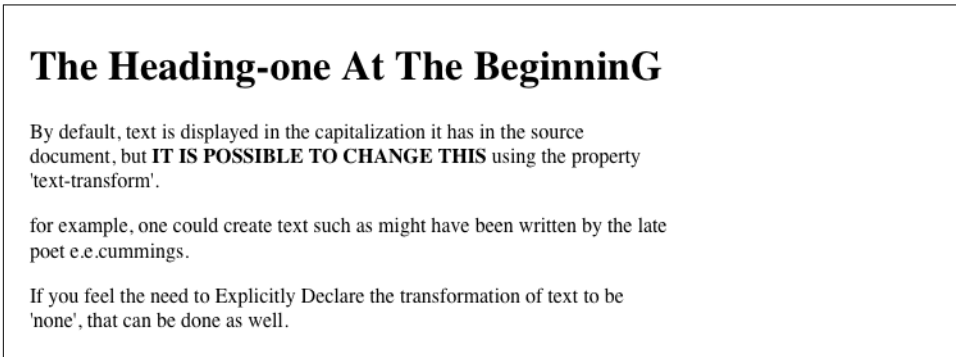 The Heading-one At The BeginninG
By default, text is displayed in the capitalization it has in the source
document, but IT IS POSSIBLE TO CHANGE THIS using the property
'text-transform'.
for example, one could create text such as might have been written by the late
poet e.e.cummings.
If you feel the need to Explicitly Declare the transformation of text to be
'none', that can be done as well.